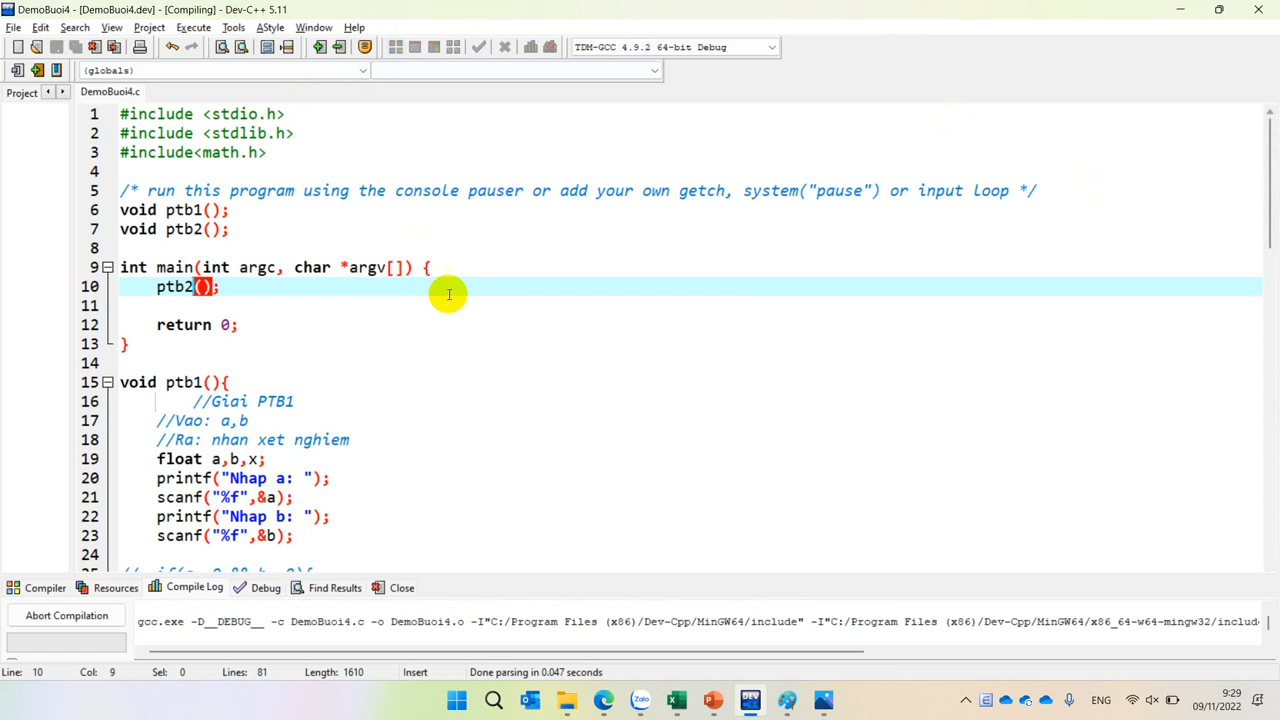 DemoBuoi4 - [DemoBuoi4.dev] - [Compiling] - Dev-C++ 5.11
File Edit Search View Project Execute Tools AStyle Window Help
TDM-GCC 4.9.2 64-bit Debug
(globals)
Project DemoBuoi4.c
1 #include <stdio.h>
2 #include <stdlib.h>
3 #include<math.h>
4
5 /* run this program using the console pauser or add your own getch, system("pause") or input loop */
6 void ptb1();
7 void ptb2();
8
9 int main(int argc, char *argv[]) {
10 ptb2();
11
12 return 0;
13 }
14
15 void ptb1(){
16 //Giai PTB1
17 //Vao: a,b
18 //Ra: nhan xet nghiem
19 float a,b,x;
20 printf("Nhap a: ");
21 scanf("%f",&a);
22 printf("Nhap b: ");
23 scanf("%f",&b);
24
Compiler Resources Compile Log Debug Find Results Close
Abort Compilation
gcc.exe -D__DEBUG__ -c DemoBuoi4.c -o DemoBuoi4.o -I"C:/Program Files (x86)/Dev-Cpp/MinGW64/include" -I"C:/Program Files (x86)/Dev-Cpp/MinGW64/x86_64-w64-mingw32/include
Line: 10 Col: 9 Sel: 0 Lines: 81 Length: 1610 Insert Done parsing in 0.047 seconds
Zalo DEV ENG 9:29
09/11/2022